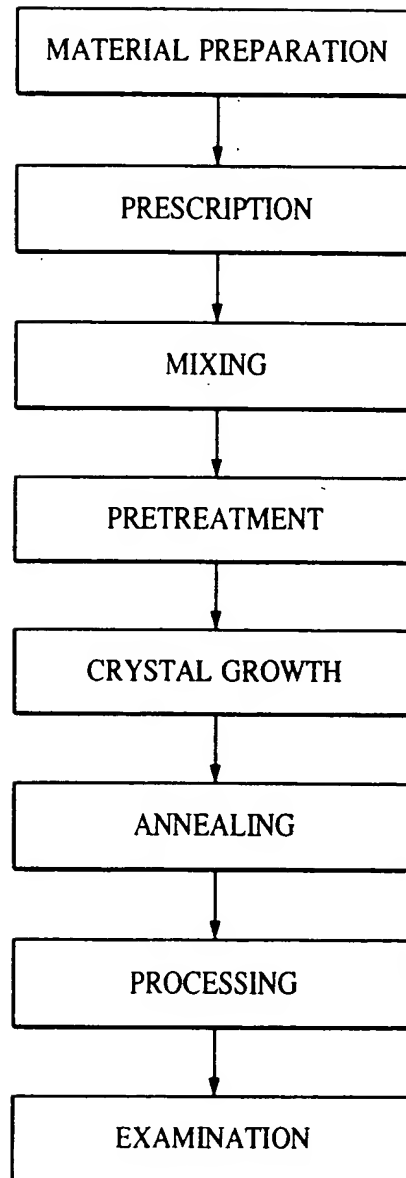 MATERIAL PREPARATION
PRESCRIPTION
MIXING
PRETREATMENT
CRYSTAL GROWTH
ANNEALING
PROCESSING
EXAMINATION